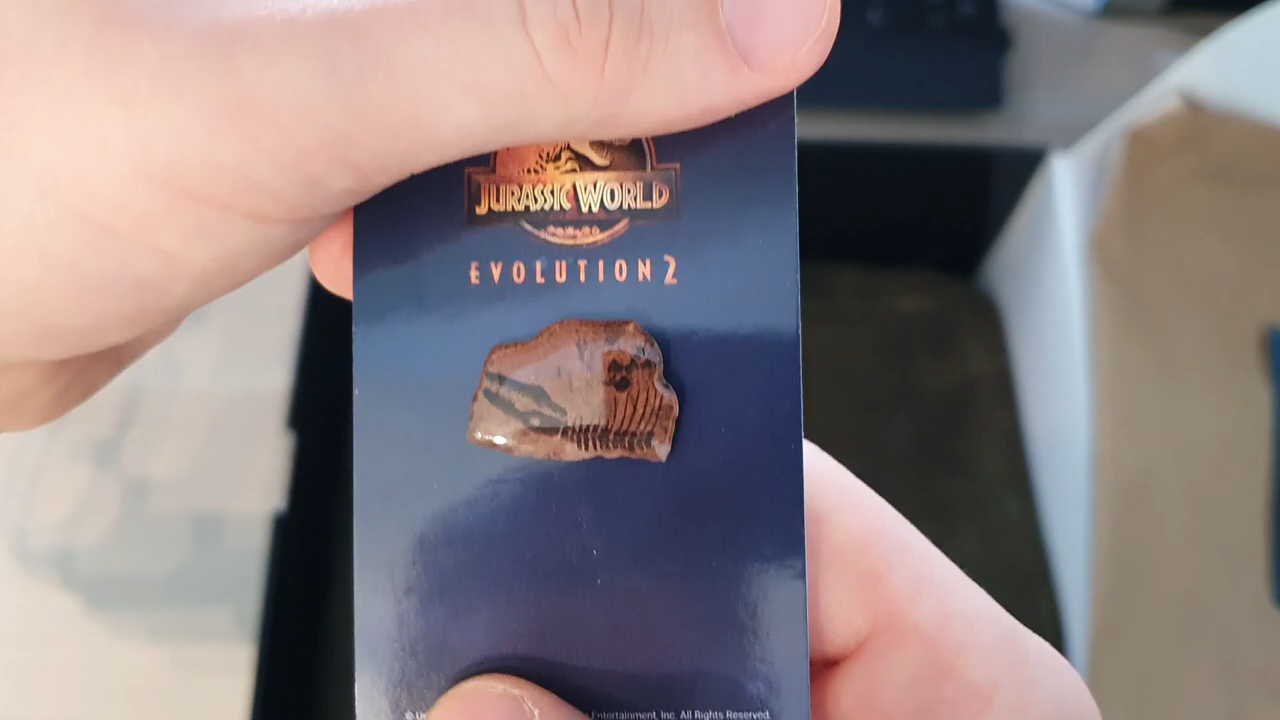 JURASSIC WORLD
EVOLUTION 2
© U
Entertainment, Inc. All Rights Reserved.